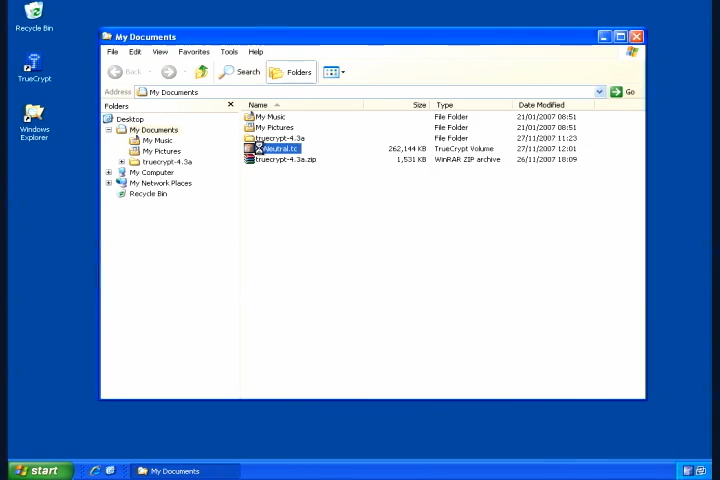 Recycle Bin
TrueCrypt
Windows
Explorer
My Documents
File Edit View Favorites Tools Help
Back Search Folders
Address My Documents Go
Folders
Desktop
My Documents
My Music
My Pictures
truecrypt-4.3a
My Computer
My Network Places
Recycle Bin
Name Size Type Date Modified
My Music File Folder 21/01/2007 08:51
My Pictures File Folder 21/01/2007 08:51
truecrypt-4.3a File Folder 27/11/2007 11:23
Neutral.tc 262,144 KB TrueCrypt Volume 27/11/2007 12:01
truecrypt-4.3a.zip 1,531 KB WinRAR ZIP archive 26/11/2007 18:09
start My Documents